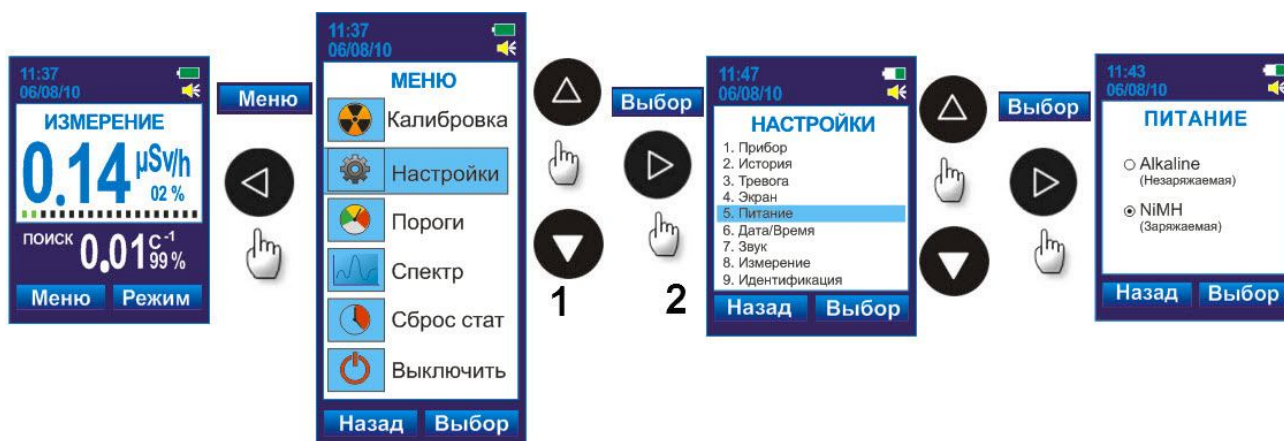 11:37
06/08/10
ИЗМЕРЕНИЕ
0.14 µSv/h
02 %
ПОИСК 0,01 C⁻¹
99 %
Меню Режим
Меню
11:37
06/08/10
МЕНЮ
Калибровка
Настройки
Пороги
Спектр
Сброс стат
Выключить
Назад Выбор
1
Выбор
2
11:47
06/08/10
НАСТРОЙКИ
1. Прибор
2. История
3. Тревога
4. Экран
5. Питание
6. Дата/Время
7. Звук
8. Измерение
9. Идентификация
Назад Выбор
Выбор
11:43
06/08/10
ПИТАНИЕ
Alkaline
(Незаряжаемая)
NiMH
(Заряжаемая)
Назад Выбор